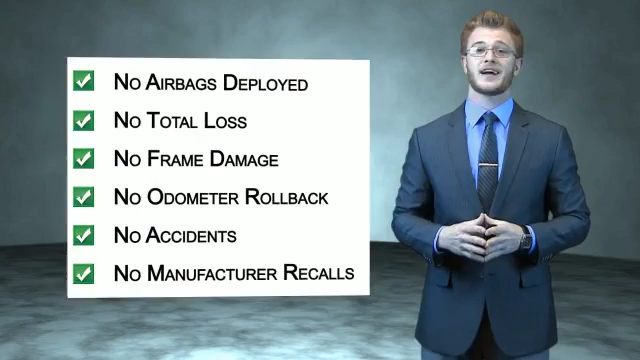 No Airbags Deployed
No Total Loss
No Frame Damage
No Odometer Rollback
No Accidents
No Manufacturer Recalls